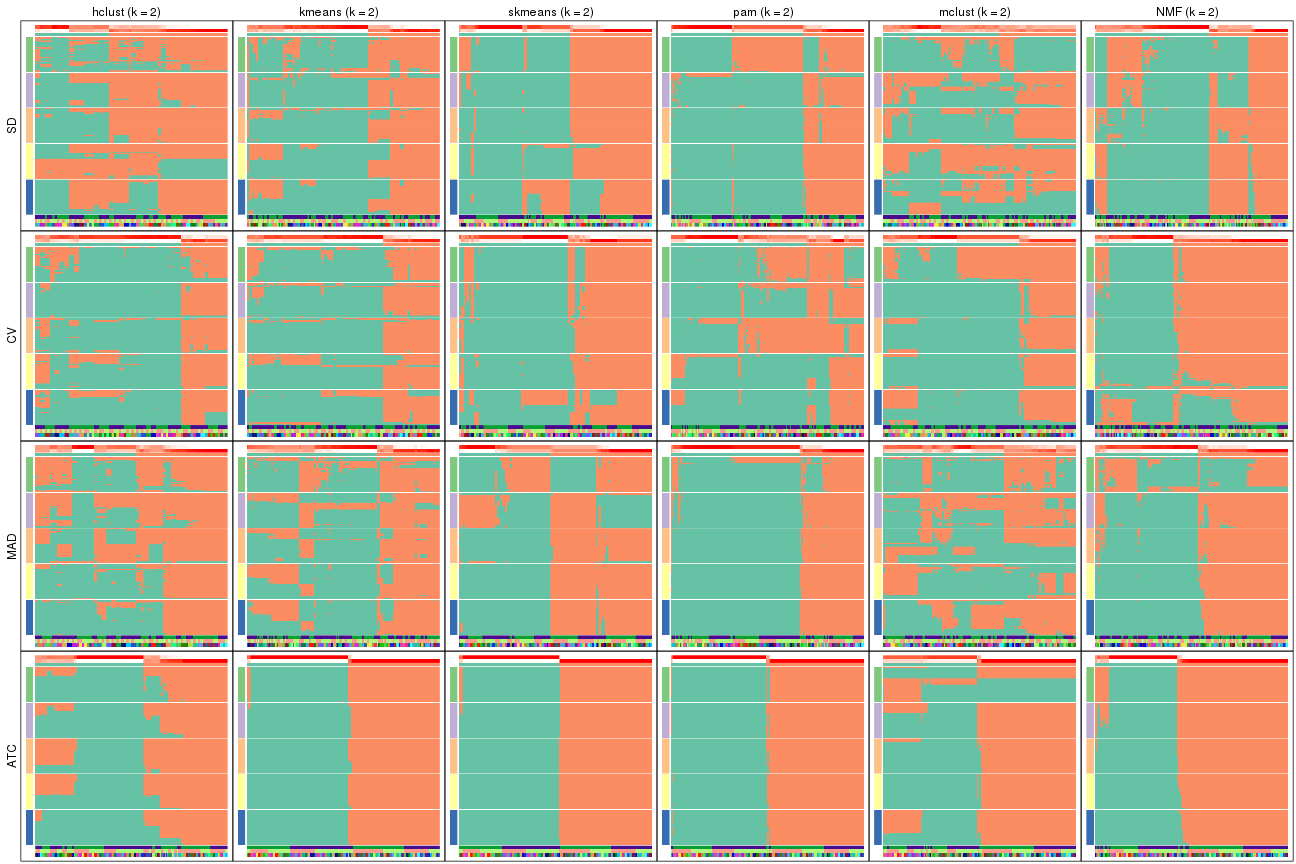 hclust (k = 2) kmeans (k = 2) skmeans (k = 2) pam (k = 2) mclust (k = 2) NMF (k = 2)
SD
CV
MAD
ATC